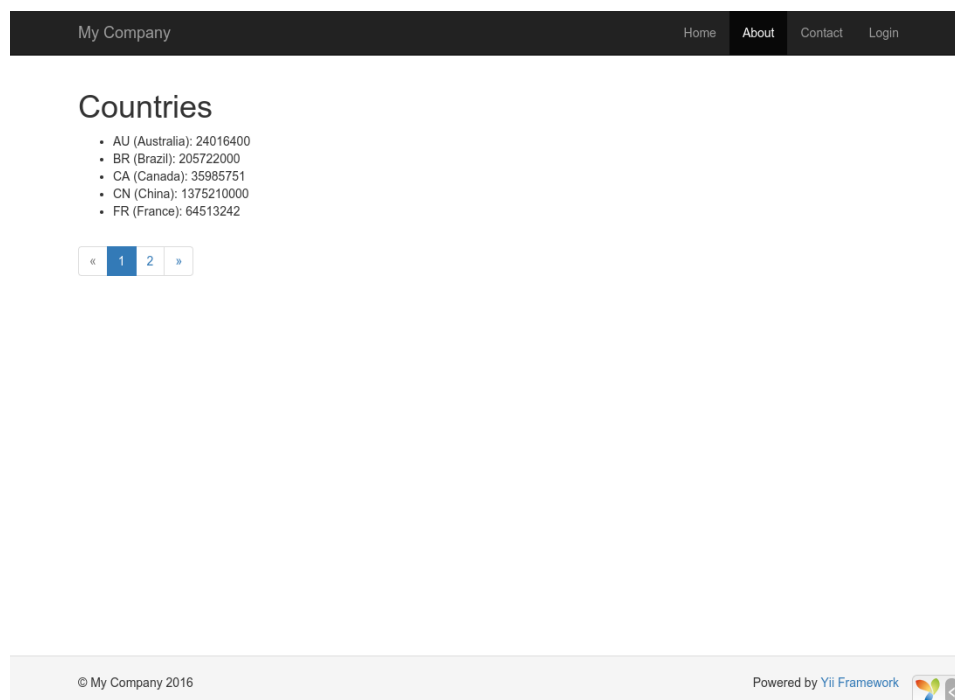 My Company Home About Contact Login
Countries
• AU (Australia): 24016400
• BR (Brazil): 205722000
• CA (Canada): 35985751
• CN (China): 1375210000
• FR (France): 64513242
« 1 2 »
© My Company 2016 Powered by Yii Framework